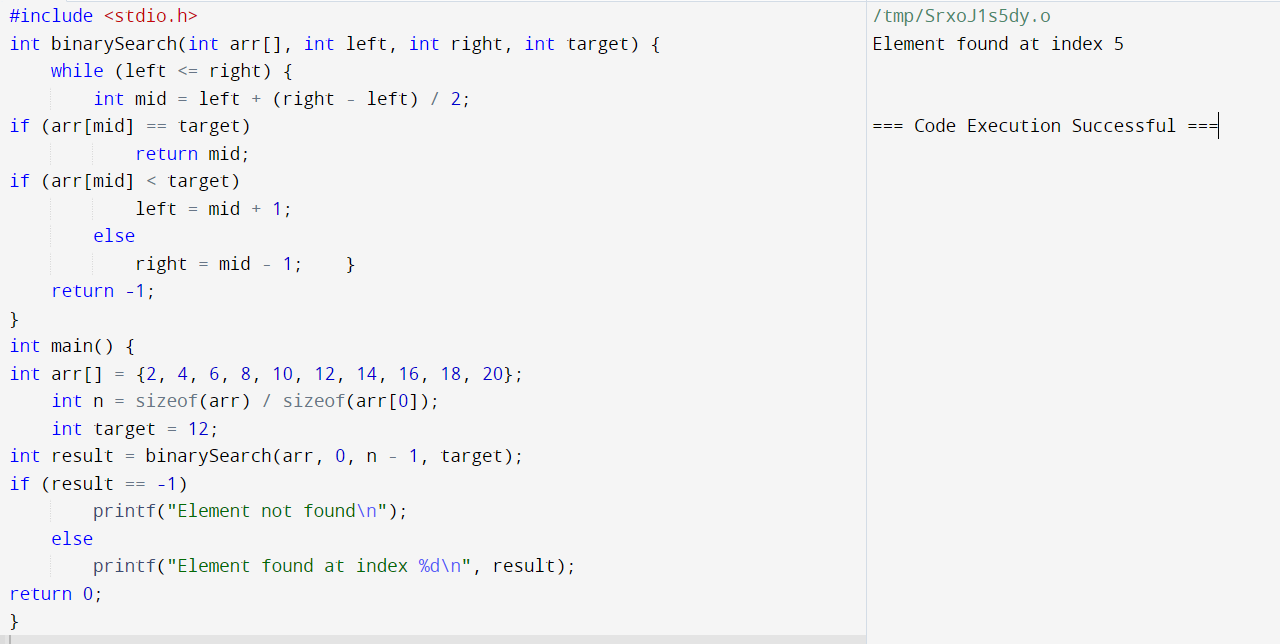 #include <stdio.h>
int binarySearch(int arr[], int left, int right, int target) {
    while (left <= right) {
        int mid = left + (right - left) / 2;
if (arr[mid] == target)
            return mid;
if (arr[mid] < target)
            left = mid + 1;
        else
            right = mid - 1;    }
    return -1;
}
int main() {
int arr[] = {2, 4, 6, 8, 10, 12, 14, 16, 18, 20};
    int n = sizeof(arr) / sizeof(arr[0]);
    int target = 12;
int result = binarySearch(arr, 0, n - 1, target);
if (result == -1)
        printf("Element not found\n");
    else
        printf("Element found at index %d\n", result);
return 0;
}
/tmp/SrxoJ1s5dy.o
Element found at index 5
=== Code Execution Successful ===